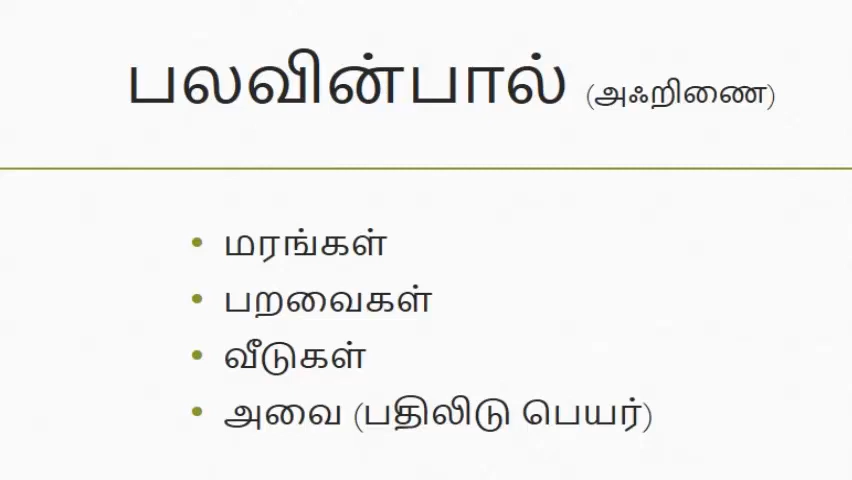 பலவின்பால் (அஃறிணை)
• மரங்கள்
• பறவைகள்
• வீடுகள்
• அவை (பதிலிடு பெயர்)